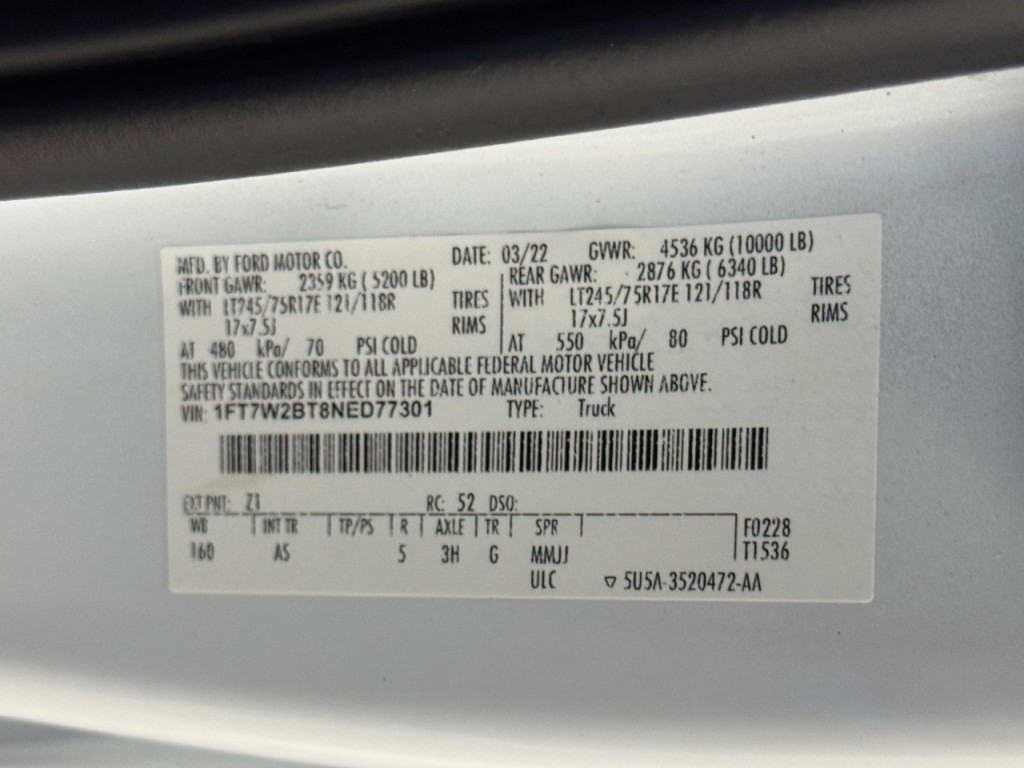 MFD. BY FORD MOTOR CO. DATE: 03/22 GVWR: 4536 KG (10000 LB)
FRONT GAWR: 2359 KG ( 5200 LB) REAR GAWR: 2876 KG ( 6340 LB)
WITH LT245/75R17E 121/118R TIRES WITH LT245/75R17E 121/118R TIRES
17x7.5J RIMS 17x7.5J RIMS
AT 480 kPa/ 70 PSI COLD AT 550 kPa/ 80 PSI COLD
THIS VEHICLE CONFORMS TO ALL APPLICABLE FEDERAL MOTOR VEHICLE
SAFETY STANDARDS IN EFFECT ON THE DATE OF MANUFACTURE SHOWN ABOVE.
VIN: 1FT7W2BT8NED77301 TYPE: Truck
EXT PNT: Z1 RC: 52 DSO:
WB INT TR TP/PS R AXLE TR SPR F0228
160 AS 5 3H G MMJJ T1536
ULC ▽ 5U5A-3520472-AA